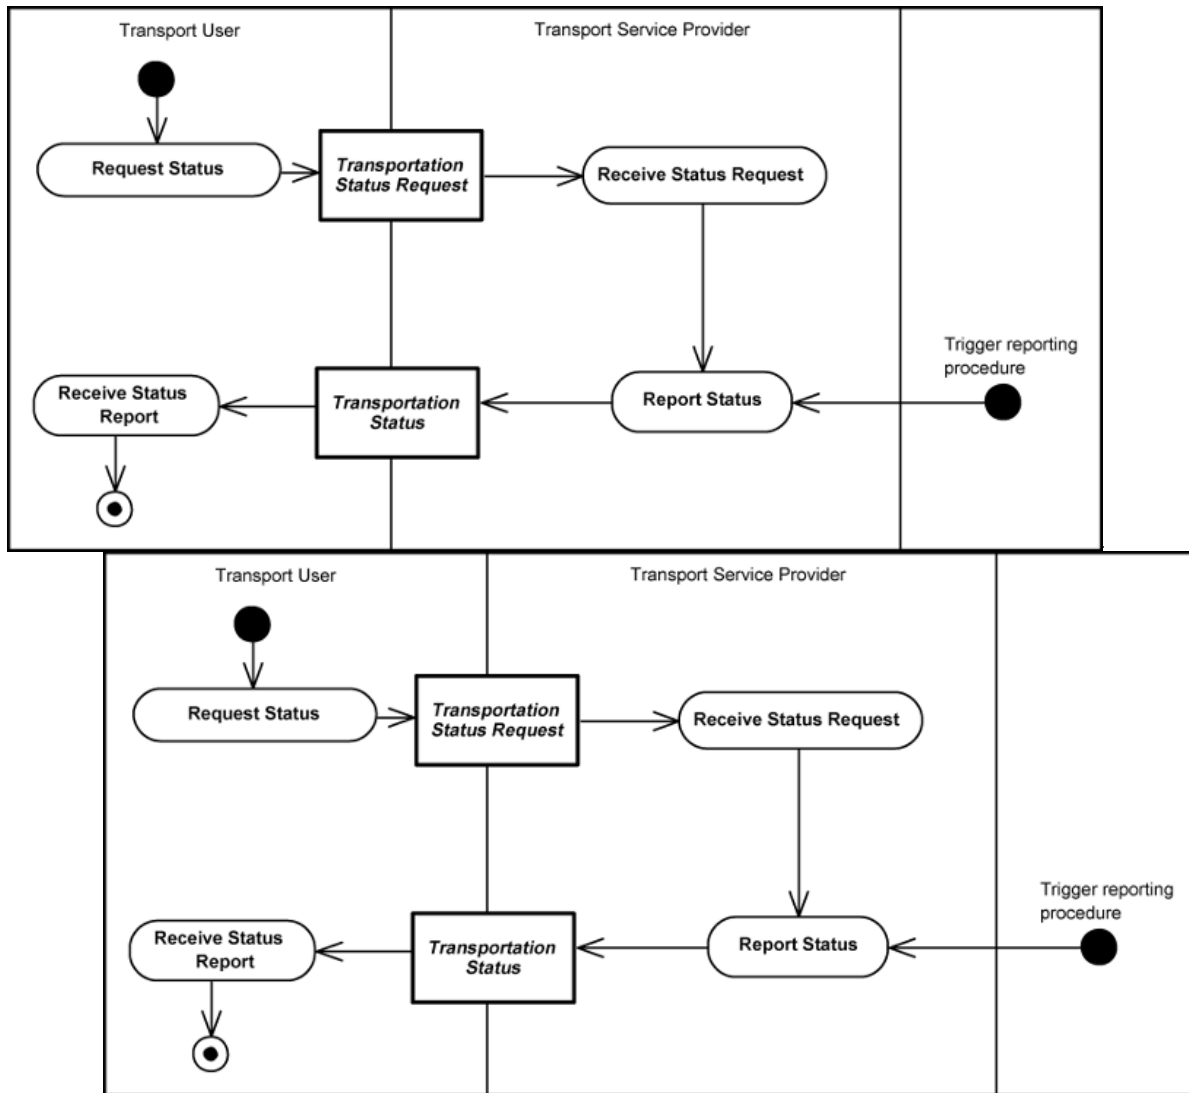 Transport User
Transport Service Provider
Request Status
Transportation
Status Request
Receive Status Request
Trigger reporting
procedure
Receive Status
Report
Transportation
Status
Report Status
Transport User
Transport Service Provider
Request Status
Transportation
Status Request
Receive Status Request
Trigger reporting
procedure
Receive Status
Report
Transportation
Status
Report Status